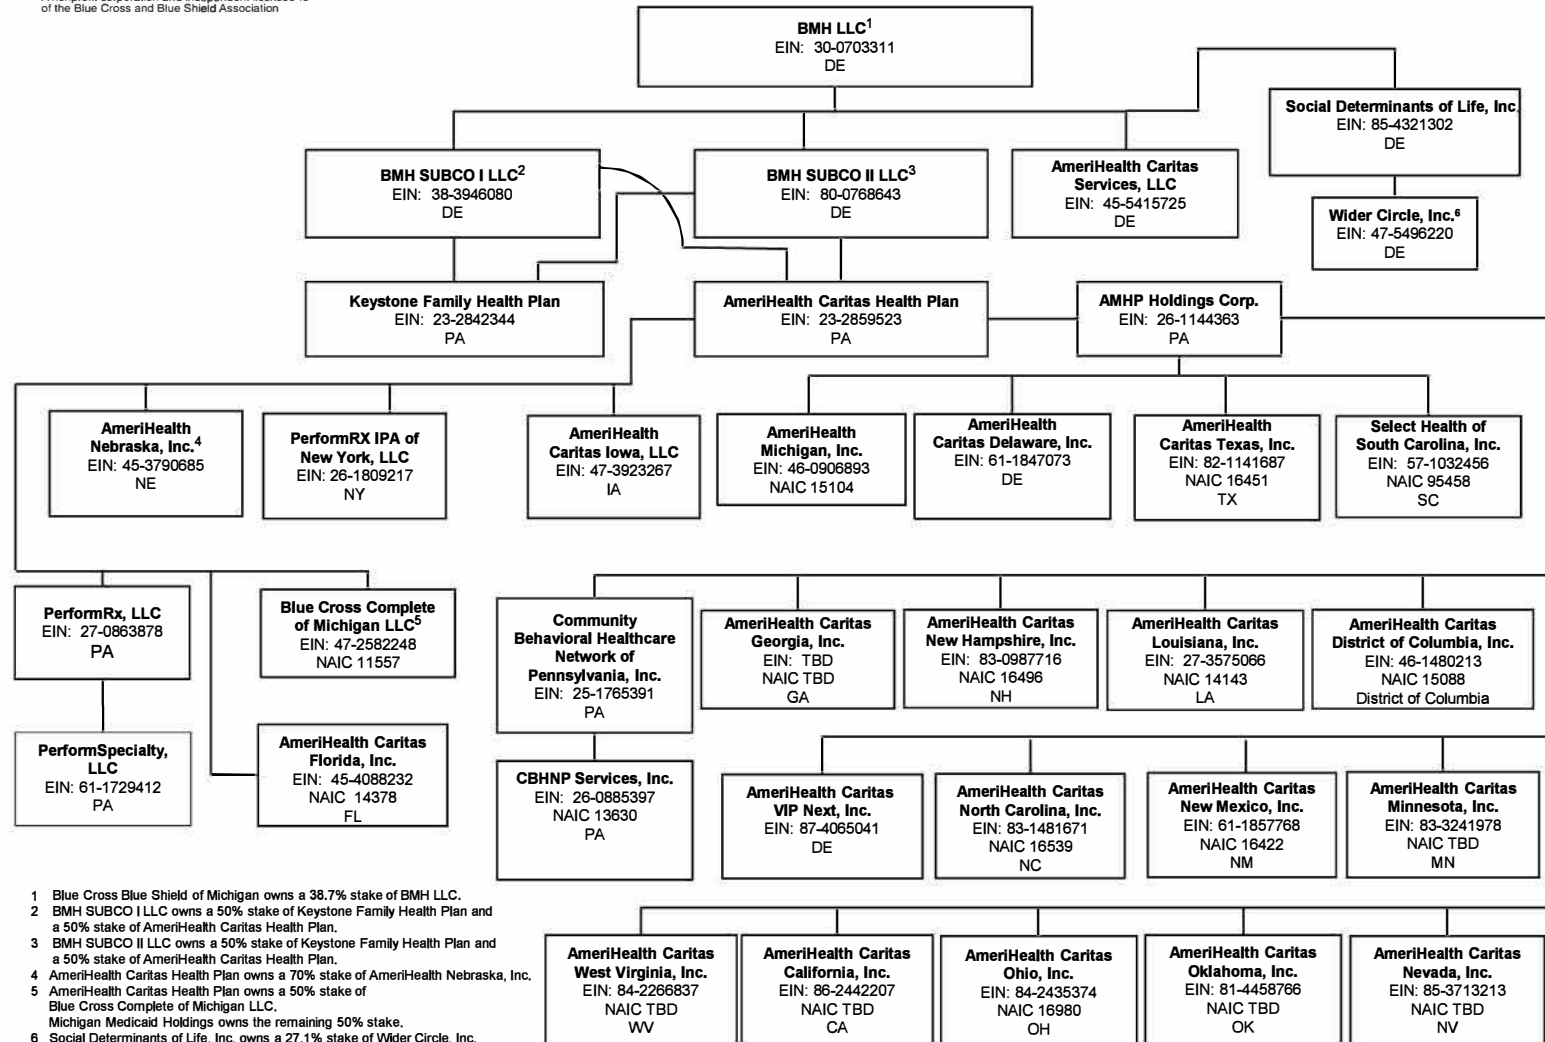 of the Blue Cross and Blue Shield Association
BMH LLC1
EIN: 30-0703311
DE
Social Determinants of Life, Inc.
EIN: 85-4321302
DE
BMH SUBCO I LLC2
EIN: 38-3946080
DE
BMH SUBCO II LLC3
EIN: 80-0768643
DE
AmeriHealth Caritas
Services, LLC
EIN: 45-5415725
DE
Wider Circle, Inc.6
EIN: 47-5496220
DE
Keystone Family Health Plan
EIN: 23-2842344
PA
AmeriHealth Caritas Health Plan
EIN: 23-2859523
PA
AMHP Holdings Corp.
EIN: 26-1144363
PA
AmeriHealth
Nebraska, Inc.4
EIN: 45-3790685
NE
PerformRX IPA of
New York, LLC
EIN: 26-1809217
NY
AmeriHealth
Caritas Iowa, LLC
EIN: 47-3923267
IA
AmeriHealth
Michigan, Inc.
EIN: 46-0906893
NAIC 15104
AmeriHealth
Caritas Delaware, Inc.
EIN: 61-1847073
DE
AmeriHealth
Caritas Texas, Inc.
EIN: 82-1141687
NAIC 16451
TX
Select Health of
South Carolina, Inc.
EIN: 57-1032456
NAIC 95458
SC
PerformRx, LLC
EIN: 27-0863878
PA
Blue Cross Complete
of Michigan LLC5
EIN: 47-2582248
NAIC 11557
Community
Behavioral Healthcare
Network of
Pennsylvania, Inc.
EIN: 25-1765391
PA
AmeriHealth Caritas
Georgia, Inc.
EIN: TBD
NAIC TBD
GA
AmeriHealth Caritas
New Hampshire, Inc.
EIN: 83-0987716
NAIC 16496
NH
AmeriHealth Caritas
Louisiana, Inc.
EIN: 27-3575066
NAIC 14143
LA
AmeriHealth Caritas
District of Columbia, Inc.
EIN: 46-1480213
NAIC 15088
District of Columbia
PerformSpecialty,
LLC
EIN: 61-1729412
PA
AmeriHealth Caritas
Florida, Inc.
EIN: 45-4088232
NAIC 14378
FL
CBHNP Services, Inc.
EIN: 26-0885397
NAIC 13630
PA
AmeriHealth Caritas
VIP Next, Inc.
EIN: 87-4065041
DE
AmeriHealth Caritas
North Carolina, Inc.
EIN: 83-1481671
NAIC 16539
NC
AmeriHealth Caritas
New Mexico, Inc.
EIN: 61-1857768
NAIC 16422
NM
AmeriHealth Caritas
Minnesota, Inc.
EIN: 83-3241978
NAIC TBD
MN
1 Blue Cross Blue Shield of Michigan owns a 38.7% stake of BMH LLC.
2 BMH SUBCO I LLC owns a 50% stake of Keystone Family Health Plan and
a 50% stake of AmeriHealth Caritas Health Plan.
3 BMH SUBCO II LLC owns a 50% stake of Keystone Family Health Plan and
a 50% stake of AmeriHealth Caritas Health Plan.
4 AmeriHealth Caritas Health Plan owns a 70% stake of AmeriHealth Nebraska, Inc.
5 AmeriHealth Caritas Health Plan owns a 50% stake of
Blue Cross Complete of Michigan LLC.
Michigan Medicaid Holdings owns the remaining 50% stake.
6 Social Determinants of Life, Inc. owns a 27.1% stake of Wider Circle, Inc.
AmeriHealth Caritas
West Virginia, Inc.
EIN: 84-2266837
NAIC TBD
WV
AmeriHealth Caritas
California, Inc.
EIN: 86-2442207
NAIC TBD
CA
AmeriHealth Caritas
Ohio, Inc.
EIN: 84-2435374
NAIC 16980
OH
AmeriHealth Caritas
Oklahoma, Inc.
EIN: 81-4458766
NAIC TBD
OK
AmeriHealth Caritas
Nevada, Inc.
EIN: 85-3713213
NAIC TBD
NV